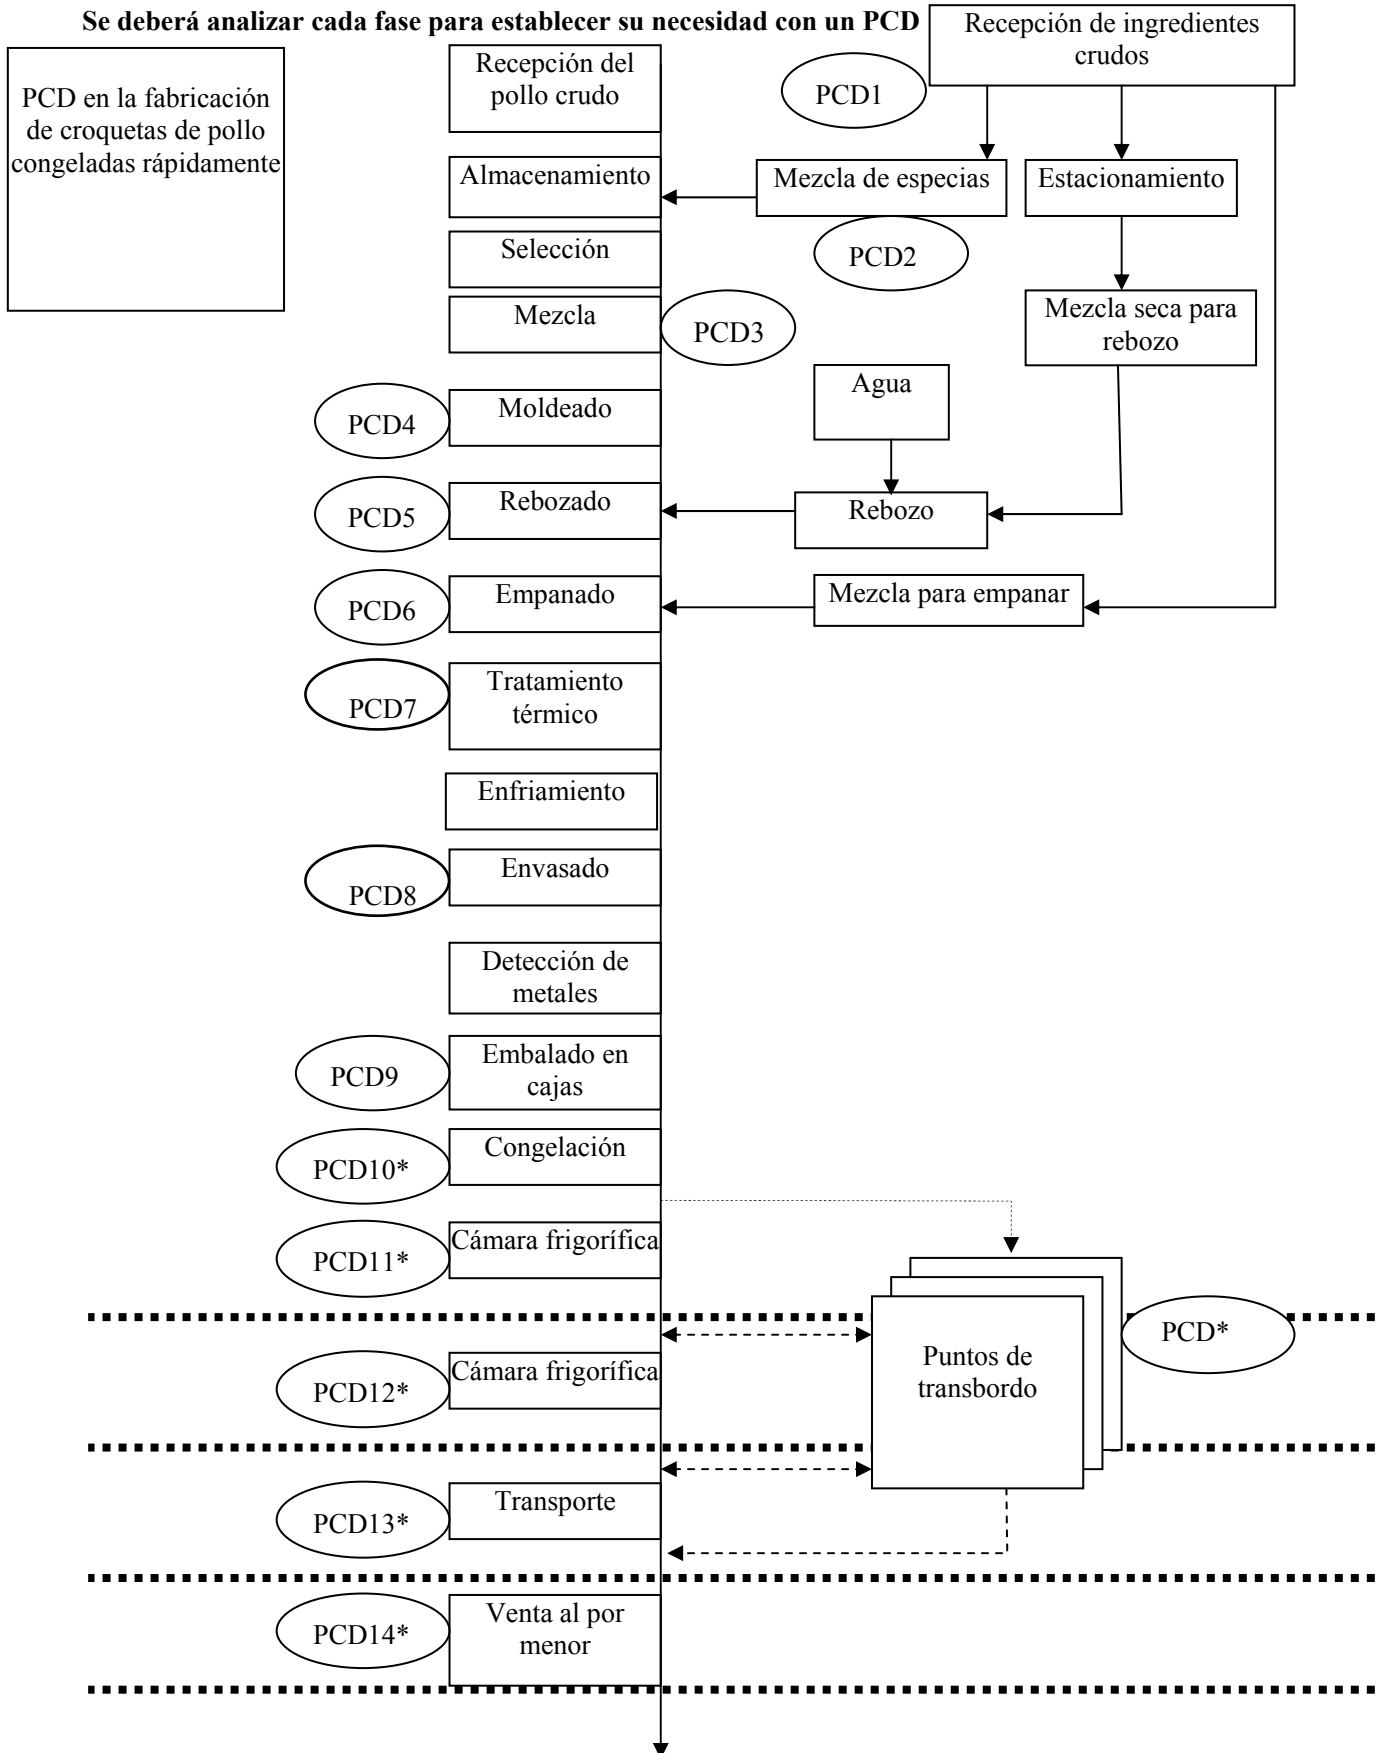 Se deberá analizar cada fase para establecer su necesidad con un PCD
PCD en la fabricación
de croquetas de pollo
congeladas rápidamente
Recepción del
pollo crudo
PCD1
Recepción de ingredientes
crudos
Almacenamiento
Mezcla de especias
Estacionamiento
Selección
PCD2
Mezcla
PCD3
Mezcla seca para
rebozo
PCD4
Moldeado
Agua
PCD5
Rebozado
Rebozo
PCD6
Empanado
Mezcla para empanar
PCD7
Tratamiento
térmico
Enfriamiento
PCD8
Envasado
Detección de
metales
PCD9
Embalado en
cajas
PCD10*
Congelación
PCD11*
Cámara frigorífica
PCD*
Puntos de
transbordo
PCD12*
Cámara frigorífica
PCD13*
Transporte
PCD14*
Venta al por
menor